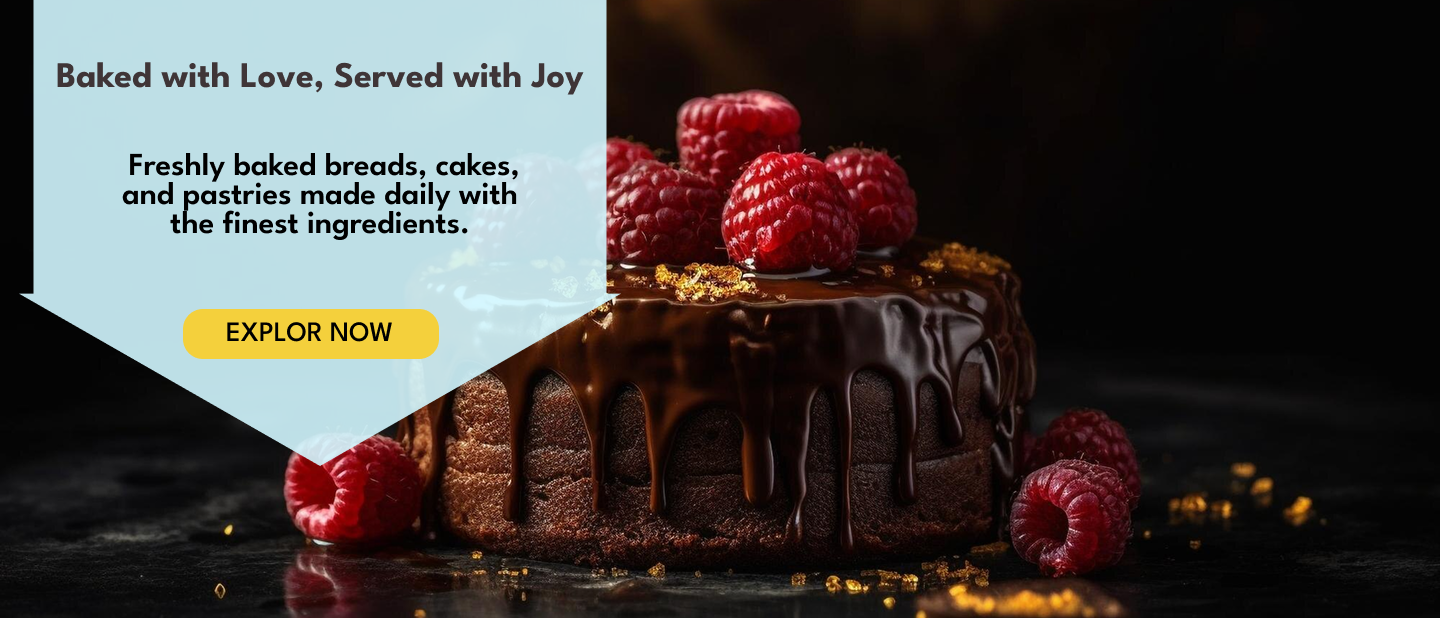 Baked with Love, Served with Joy
Freshly baked breads, cakes,
and pastries made daily with
the finest ingredients.
EXPLOR NOW